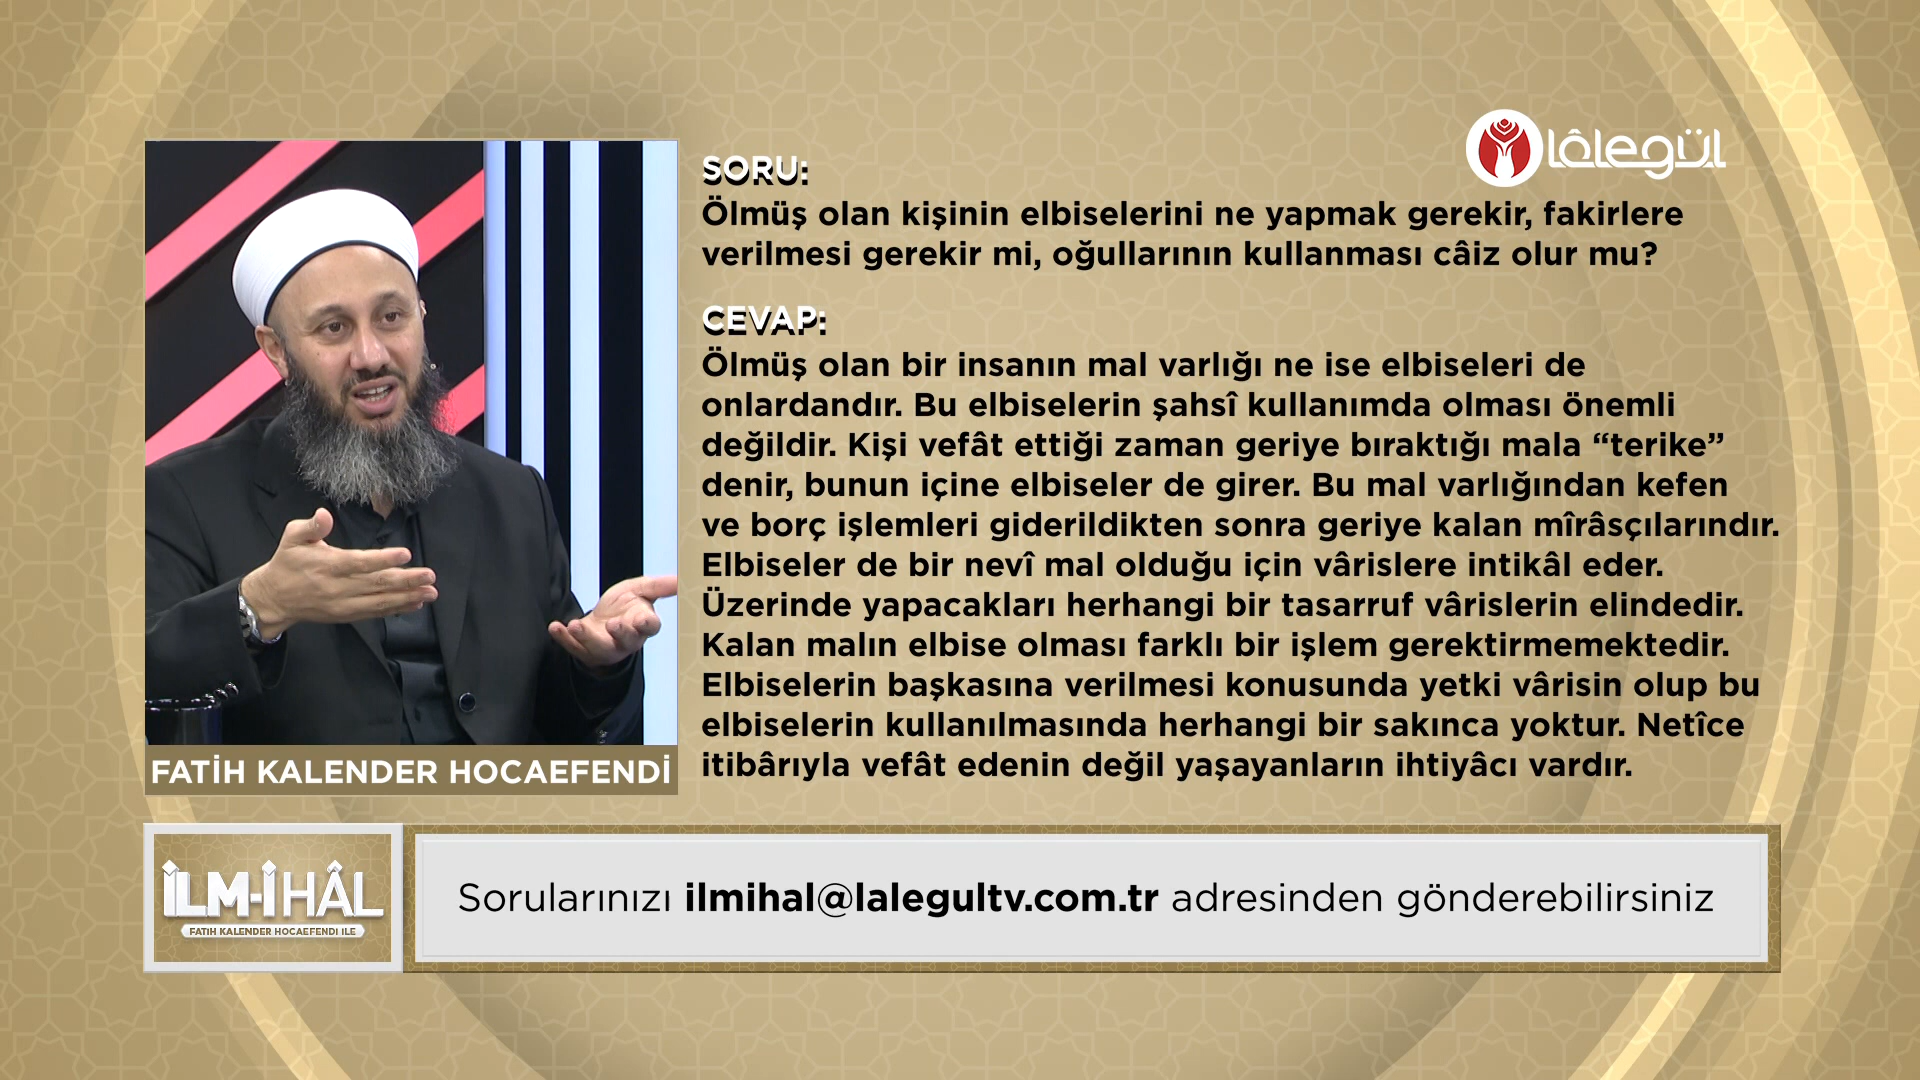 lâlegül
SORU:
Ölmüş olan kişinin elbiselerini ne yapmak gerekir, fakirlere
verilmesi gerekir mi, oğullarının kullanması câiz olur mu?
CEVAP:
Ölmüş olan bir insanın mal varlığı ne ise elbiseleri de
onlardandır. Bu elbiselerin şahsî kullanımda olması önemli
değildir. Kişi vefât ettiği zaman geriye bıraktığı mala “terike”
denir, bunun içine elbiseler de girer. Bu mal varlığından kefen
ve borç işlemleri giderildikten sonra geriye kalan mîrâsçılarındır.
Elbiseler de bir nevî mal olduğu için vârislere intikâl eder.
Üzerinde yapacakları herhangi bir tasarruf vârislerin elindedir.
Kalan malın elbise olması farklı bir işlem gerektirmemektedir.
Elbiselerin başkasına verilmesi konusunda yetki vârisin olup bu
elbiselerin kullanılmasında herhangi bir sakınca yoktur. Netîce
itibârıyla vefât edenin değil yaşayanların ihtiyâcı vardır.
FATİH KALENDER HOCAEFENDİ
İLM-İ HÂL
FATİH KALENDER HOCAEFENDİ İLE
Sorularınızı ilmihal@lalegultv.com.tr adresinden gönderebilirsiniz